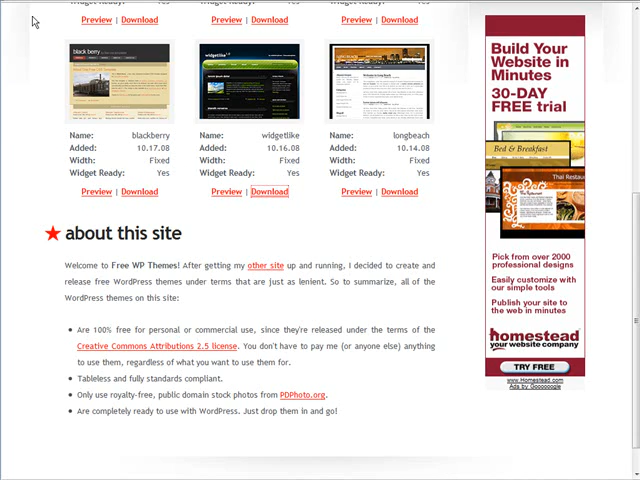 Preview | Download
Preview | Download
Preview | Download
black berry
widgetlike
Name: blackberry
Added: 10.17.08
Width: Fixed
Widget Ready: Yes
Preview | Download
Name: widgetlike
Added: 10.16.08
Width: Fixed
Widget Ready: Yes
Preview | Download
Name: longbeach
Added: 10.14.08
Width: Fixed
Widget Ready: Yes
Preview | Download
about this site
Welcome to Free WP Themes! After getting my other site up and running, I decided to create and
release free WordPress themes under terms that are just as lenient. So to summarize, all of the
WordPress themes on this site:
Are 100% free for personal or commercial use, since they're released under the terms of the
Creative Commons Attributions 2.5 license. You don't have to pay me (or anyone else) anything
to use them, regardless of what you want to use them for.
Tableless and fully standards compliant.
Only use royalty-free, public domain stock photos from PDPhoto.org.
Are completely ready to use with WordPress. Just drop them in and go!
Build Your
Website in
Minutes
30-DAY
FREE trial
Bed & Breakfast
Thai Restaurant
Pick from over 2000
professional designs
Easily customize with
our simple tools
Publish your site to
the web in minutes
homestead
your website company
TRY FREE
www.Homestead.com
Ads by Goooooogle